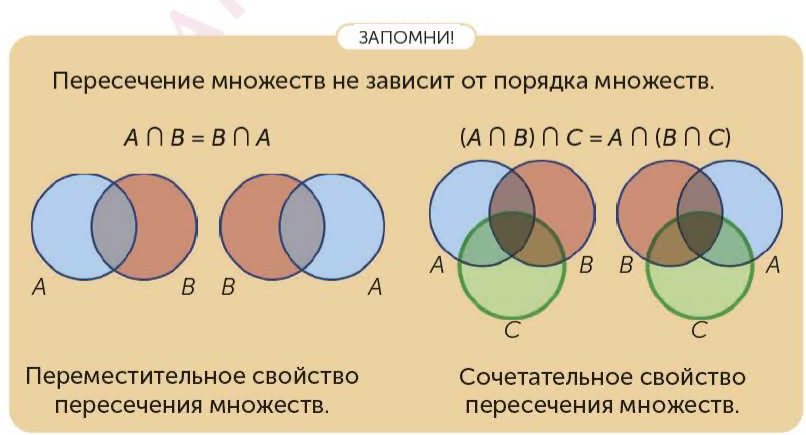 ЗАПОМНИ!
Пересечение множеств не зависит от порядка множеств.
A ∩ B = B ∩ A
A B B A
Переместительное свойство
пересечения множеств.
(A ∩ B) ∩ C = A ∩ (B ∩ C)
A B B A
C C
Сочетательное свойство
пересечения множеств.